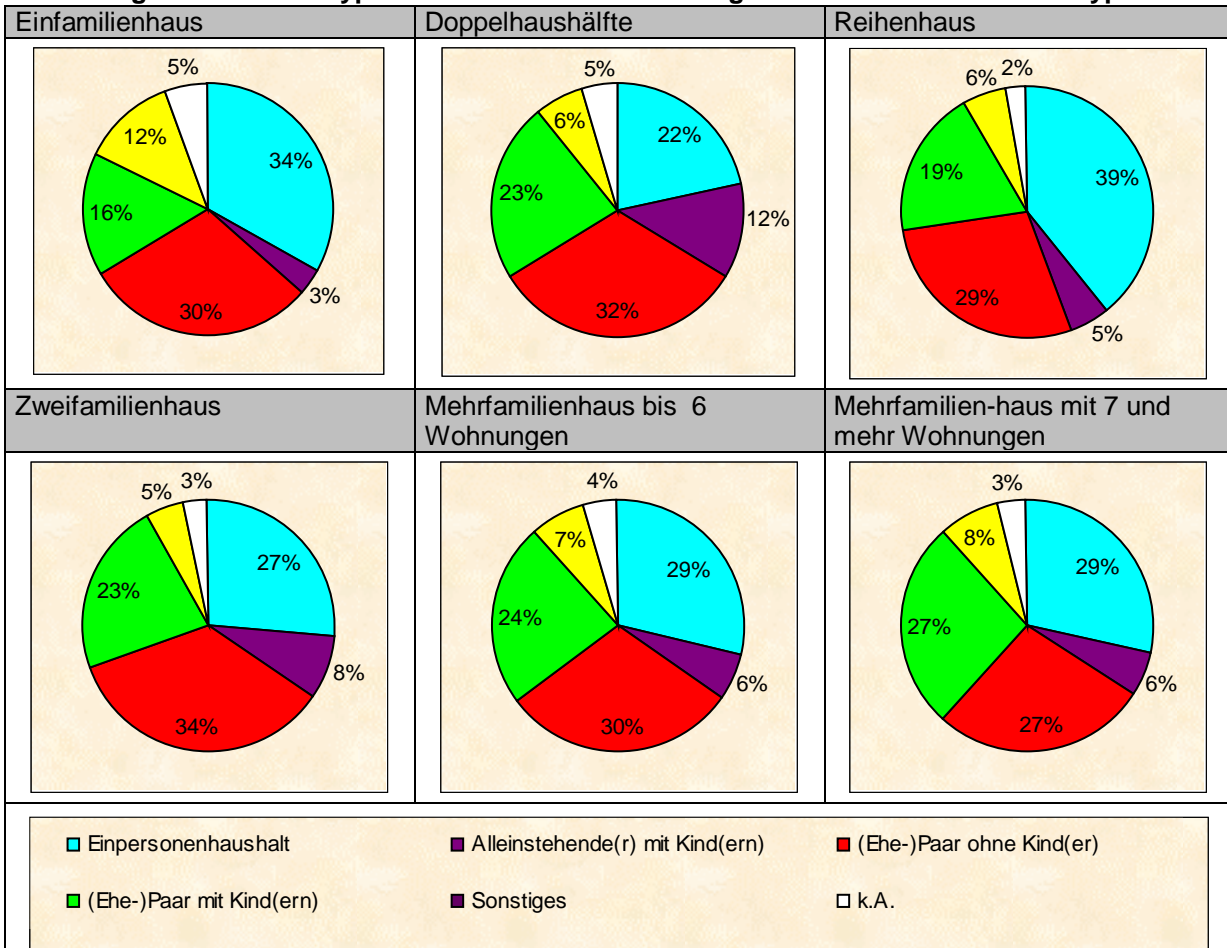 Einfamilienhaus
Doppelhaushälfte
Reihenhaus
5%
12%
34%
16%
30%
3%
5%
6%
22%
23%
12%
32%
6%
2%
19%
39%
29%
5%
Zweifamilienhaus
Mehrfamilienhaus bis 6
Wohnungen
Mehrfamilien-haus mit 7 und
mehr Wohnungen
5%
3%
27%
23%
8%
34%
4%
7%
29%
24%
6%
30%
3%
8%
29%
27%
6%
27%
Einpersonenhaushalt
Alleinstehende(r) mit Kind(ern)
(Ehe-)Paar ohne Kind(er)
(Ehe-)Paar mit Kind(ern)
Sonstiges
k.A.